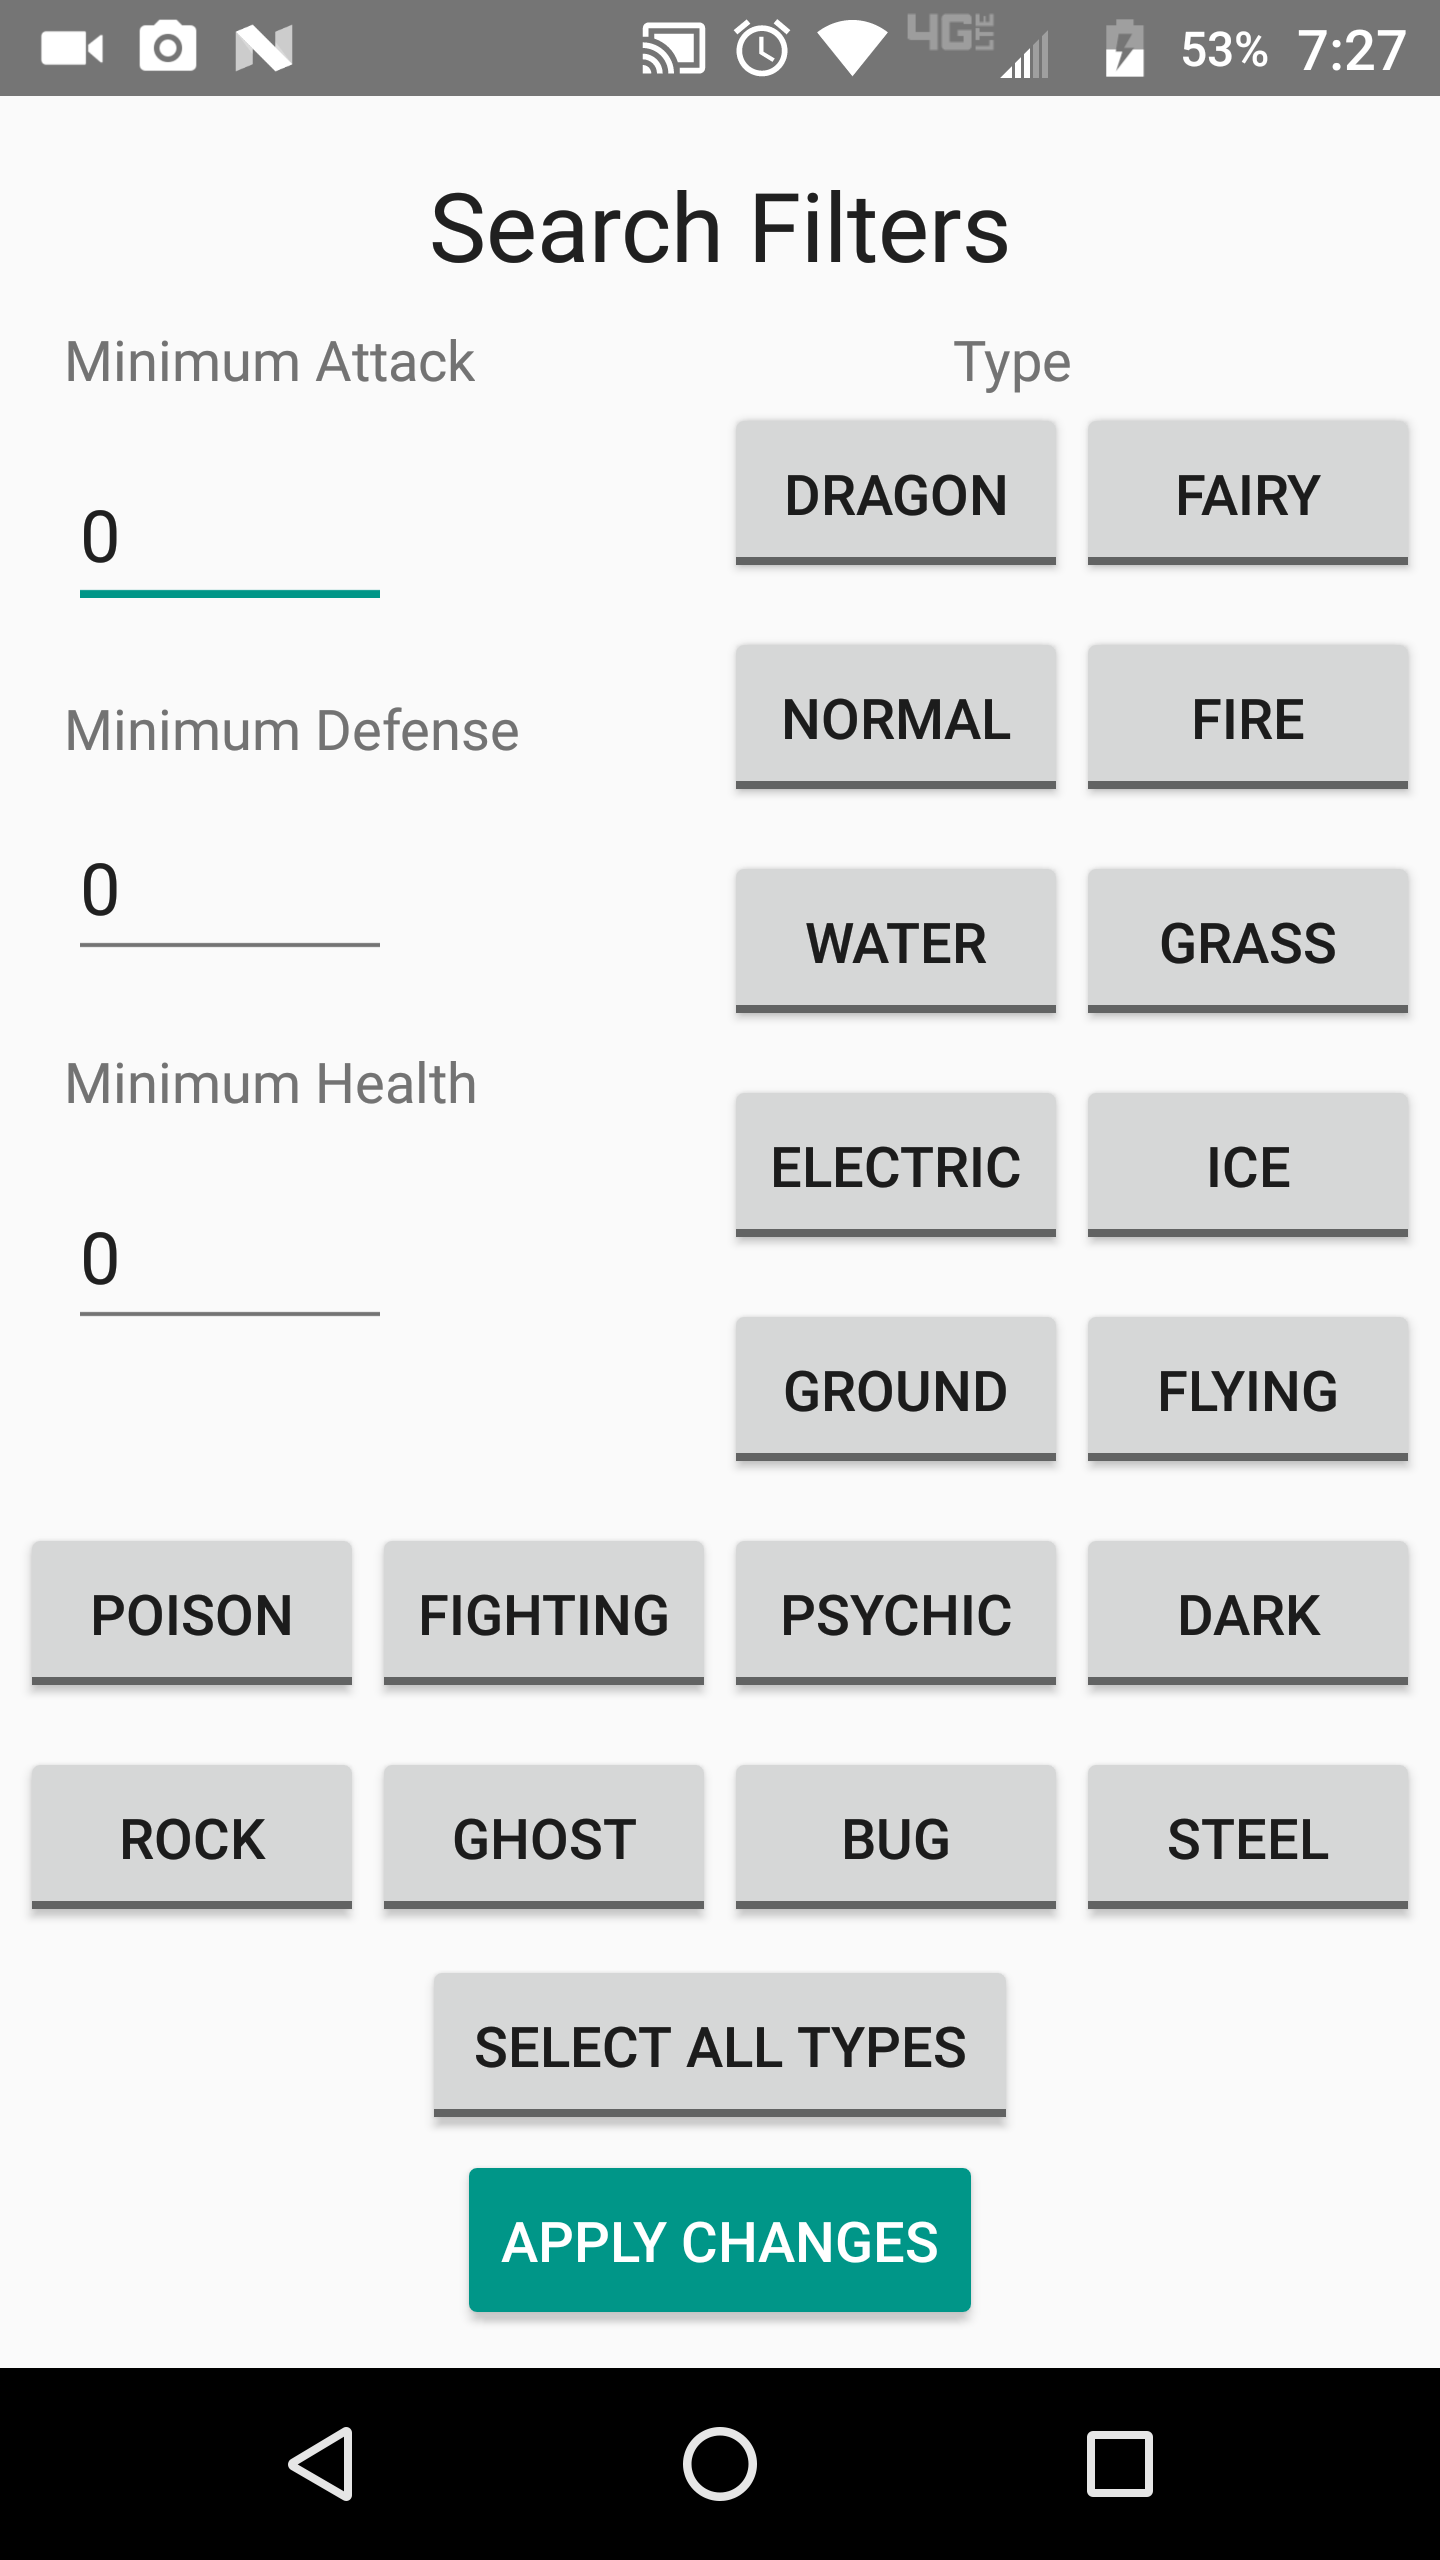 4G LTE 53% 7:27
Search Filters
Minimum Attack Type
DRAGON FAIRY
0
NORMAL FIRE
Minimum Defense
WATER GRASS
0
Minimum Health
ELECTRIC ICE
0
GROUND FLYING
POISON FIGHTING PSYCHIC DARK
ROCK GHOST BUG STEEL
SELECT ALL TYPES
APPLY CHANGES